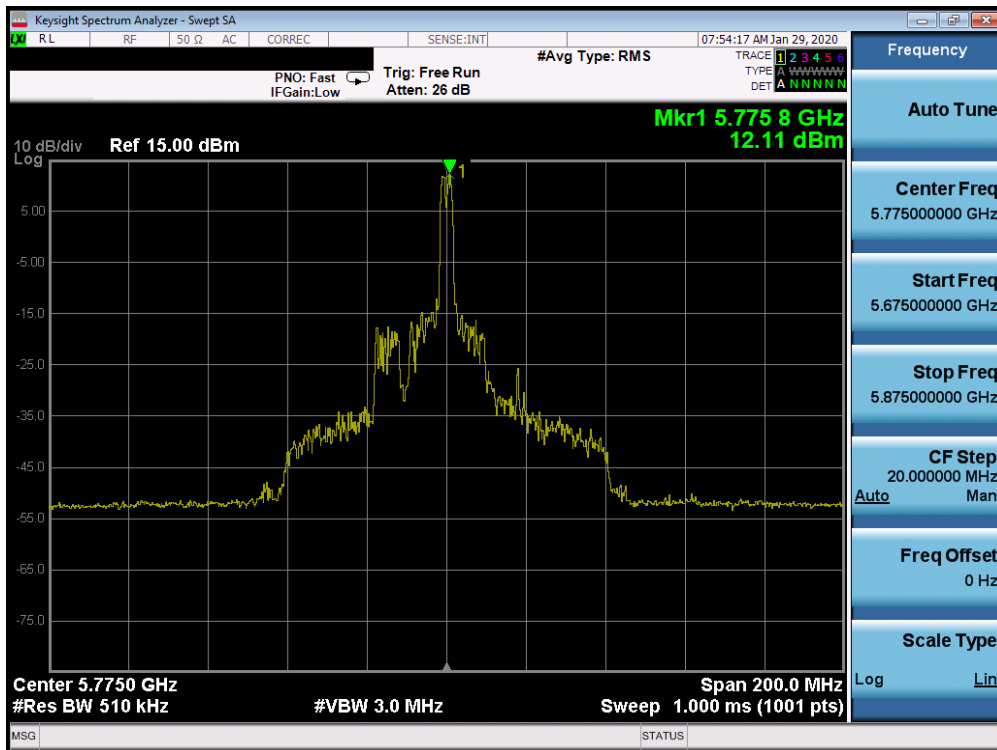 Keysight Spectrum Analyzer - Swept SA
LXI RL RF 50 Ω AC CORREC SENSE:INT 07:54:17 AM Jan 29, 2020
PNO: Fast
IFGain:Low
Trig: Free Run
Atten: 26 dB
#Avg Type: RMS
TRACE 1 2 3 4 5 6
TYPE A WWWWW
DET A N N N N N
Mkr1 5.775 8 GHz
12.11 dBm
10 dB/div Ref 15.00 dBm
Log
1
5.00
-5.00
-15.0
-25.0
-35.0
-45.0
-55.0
-65.0
-75.0
Center 5.7750 GHz Span 200.0 MHz
#Res BW 510 kHz #VBW 3.0 MHz Sweep 1.000 ms (1001 pts)
MSG STATUS
Frequency
Auto Tune
Center Freq
5.775000000 GHz
Start Freq
5.675000000 GHz
Stop Freq
5.875000000 GHz
CF Step
20.000000 MHz
Auto Man
Freq Offset
0 Hz
Scale Type
Log Lin